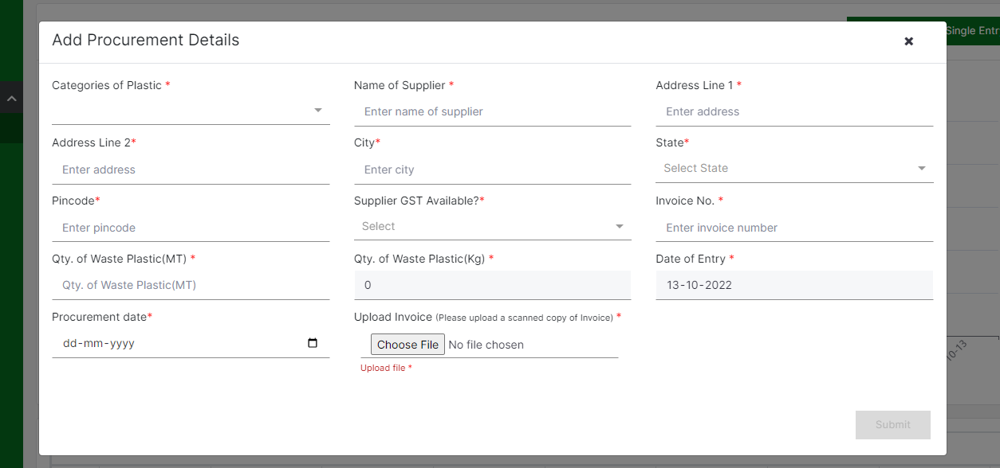 Single Entr
Add Procurement Details
Categories of Plastic *
Name of Supplier *
Enter name of supplier
Address Line 1 *
Enter address
Address Line 2*
Enter address
City*
Enter city
State*
Select State
Pincode*
Enter pincode
Supplier GST Available?*
Select
Invoice No. *
Enter invoice number
Qty. of Waste Plastic(MT) *
Qty. of Waste Plastic(MT)
Qty. of Waste Plastic(Kg) *
0
Date of Entry *
13-10-2022
Procurement date*
dd-mm-yyyy
Upload Invoice (Please upload a scanned copy of Invoice) *
Choose File No file chosen
Upload file *
10-13
Submit